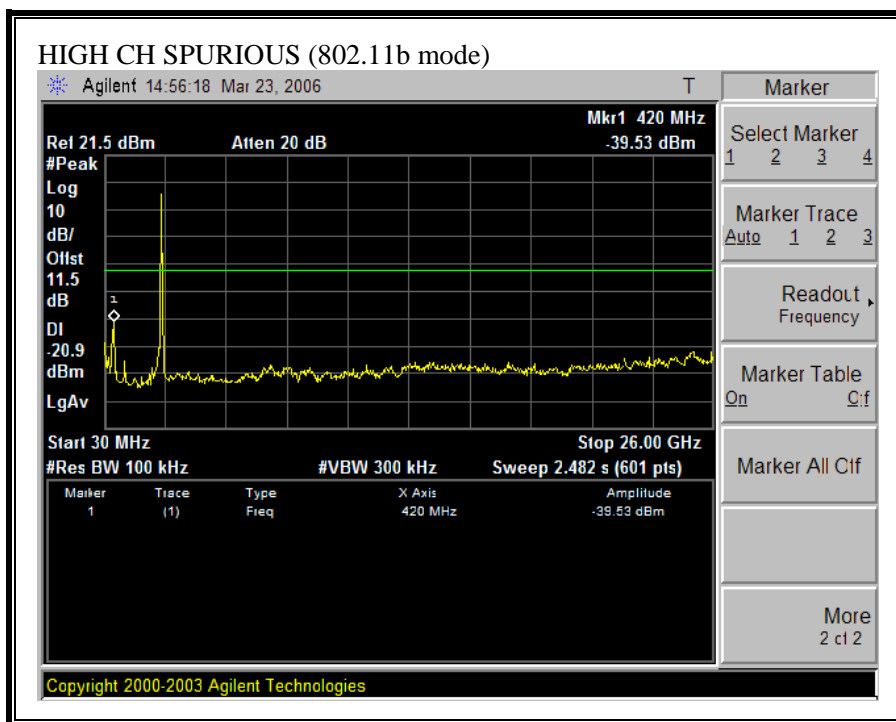 HIGH CH SPURIOUS (802.11b mode)
Agilent 14:56:18 Mar 23, 2006 T
Mkr1 420 MHz
Ref 21.5 dBm Atten 20 dB -39.53 dBm
#Peak
Log
10
dB/
Offst
11.5
dB
DI
-20.9
dBm
LgAv
1
Start 30 MHz Stop 26.00 GHz
#Res BW 100 kHz #VBW 300 kHz Sweep 2.482 s (601 pts)
Marker Trace Type X Axis Amplitude
1 (1) Freq 420 MHz -39.53 dBm
Marker
Select Marker
1 2 3 4
Marker Trace
Auto 1 2 3
Readout
Frequency
Marker Table
On Off
Marker All Off
More
2 of 2
Copyright 2000-2003 Agilent Technologies